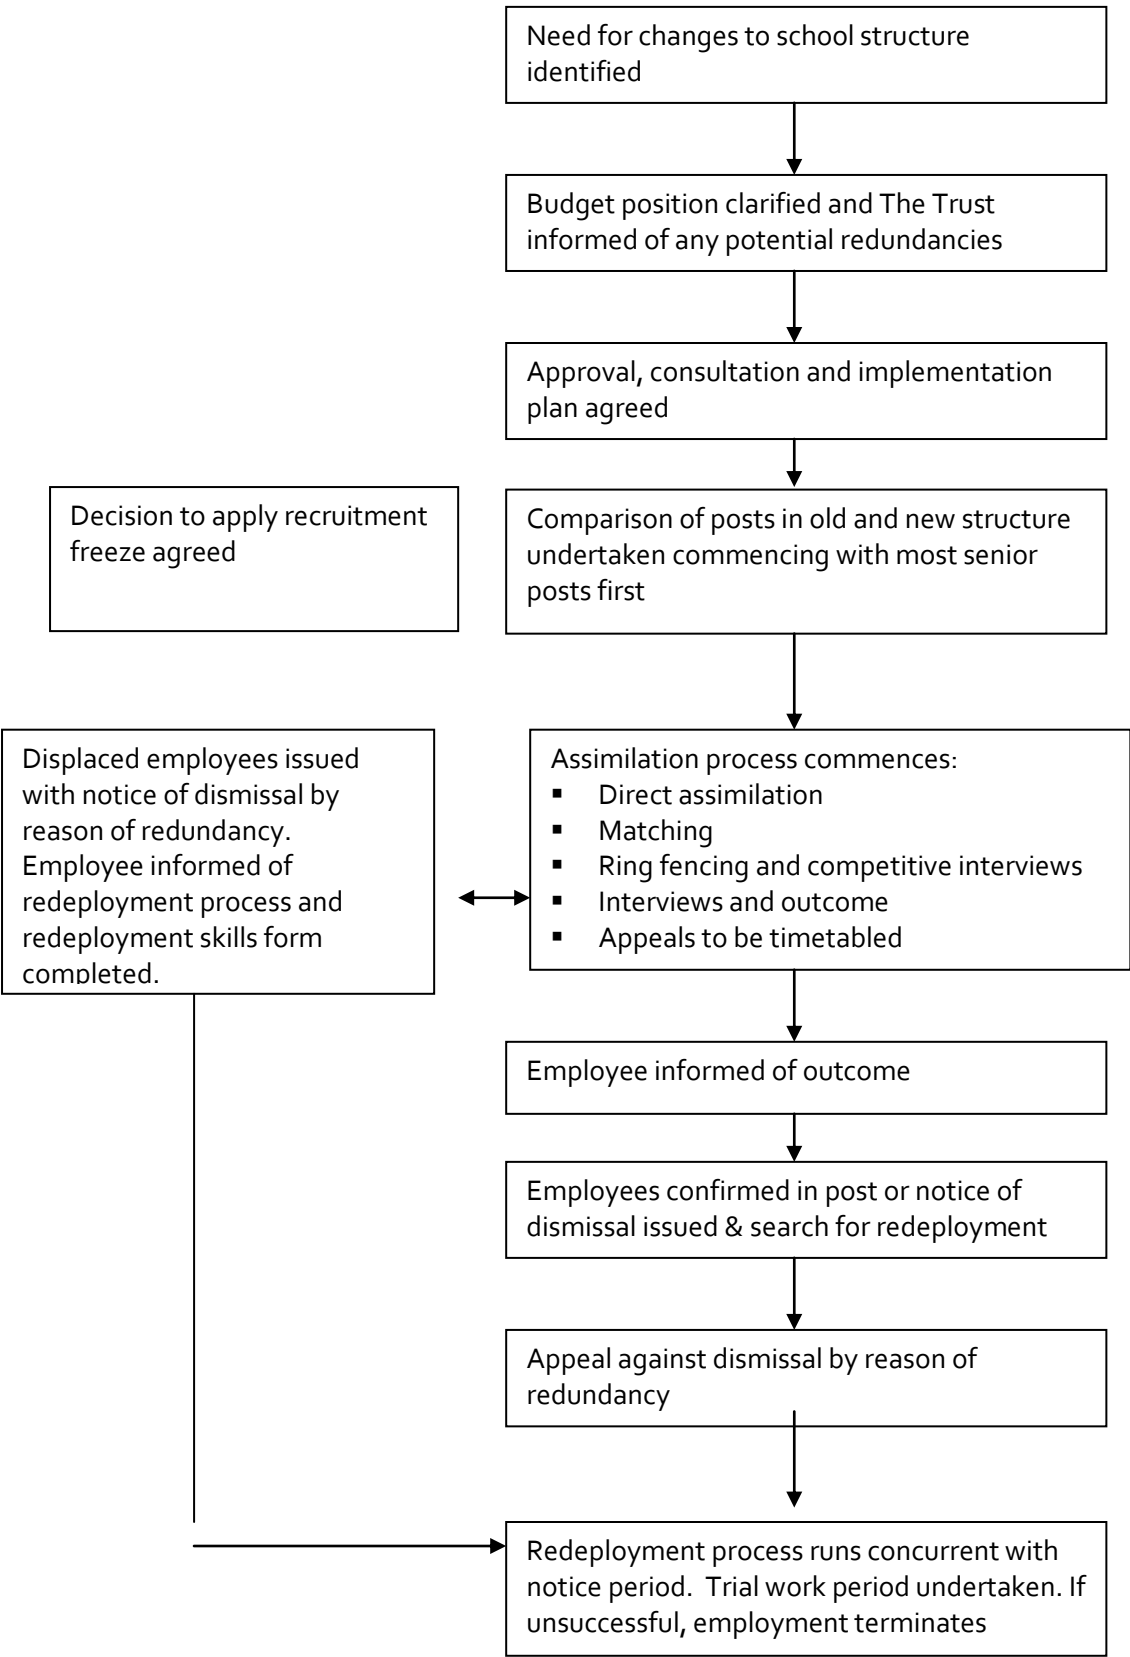 Need for changes to school structure
identified
Budget position clarified and The Trust
informed of any potential redundancies
Approval, consultation and implementation
plan agreed
Decision to apply recruitment
freeze agreed
Comparison of posts in old and new structure
undertaken commencing with most senior
posts first
Displaced employees issued
with notice of dismissal by
reason of redundancy.
Employee informed of
redeployment process and
redeployment skills form
completed.
Assimilation process commences:
▪ Direct assimilation
▪ Matching
▪ Ring fencing and competitive interviews
▪ Interviews and outcome
▪ Appeals to be timetabled
Employee informed of outcome
Employees confirmed in post or notice of
dismissal issued & search for redeployment
Appeal against dismissal by reason of
redundancy
Redeployment process runs concurrent with
notice period. Trial work period undertaken. If
unsuccessful, employment terminates